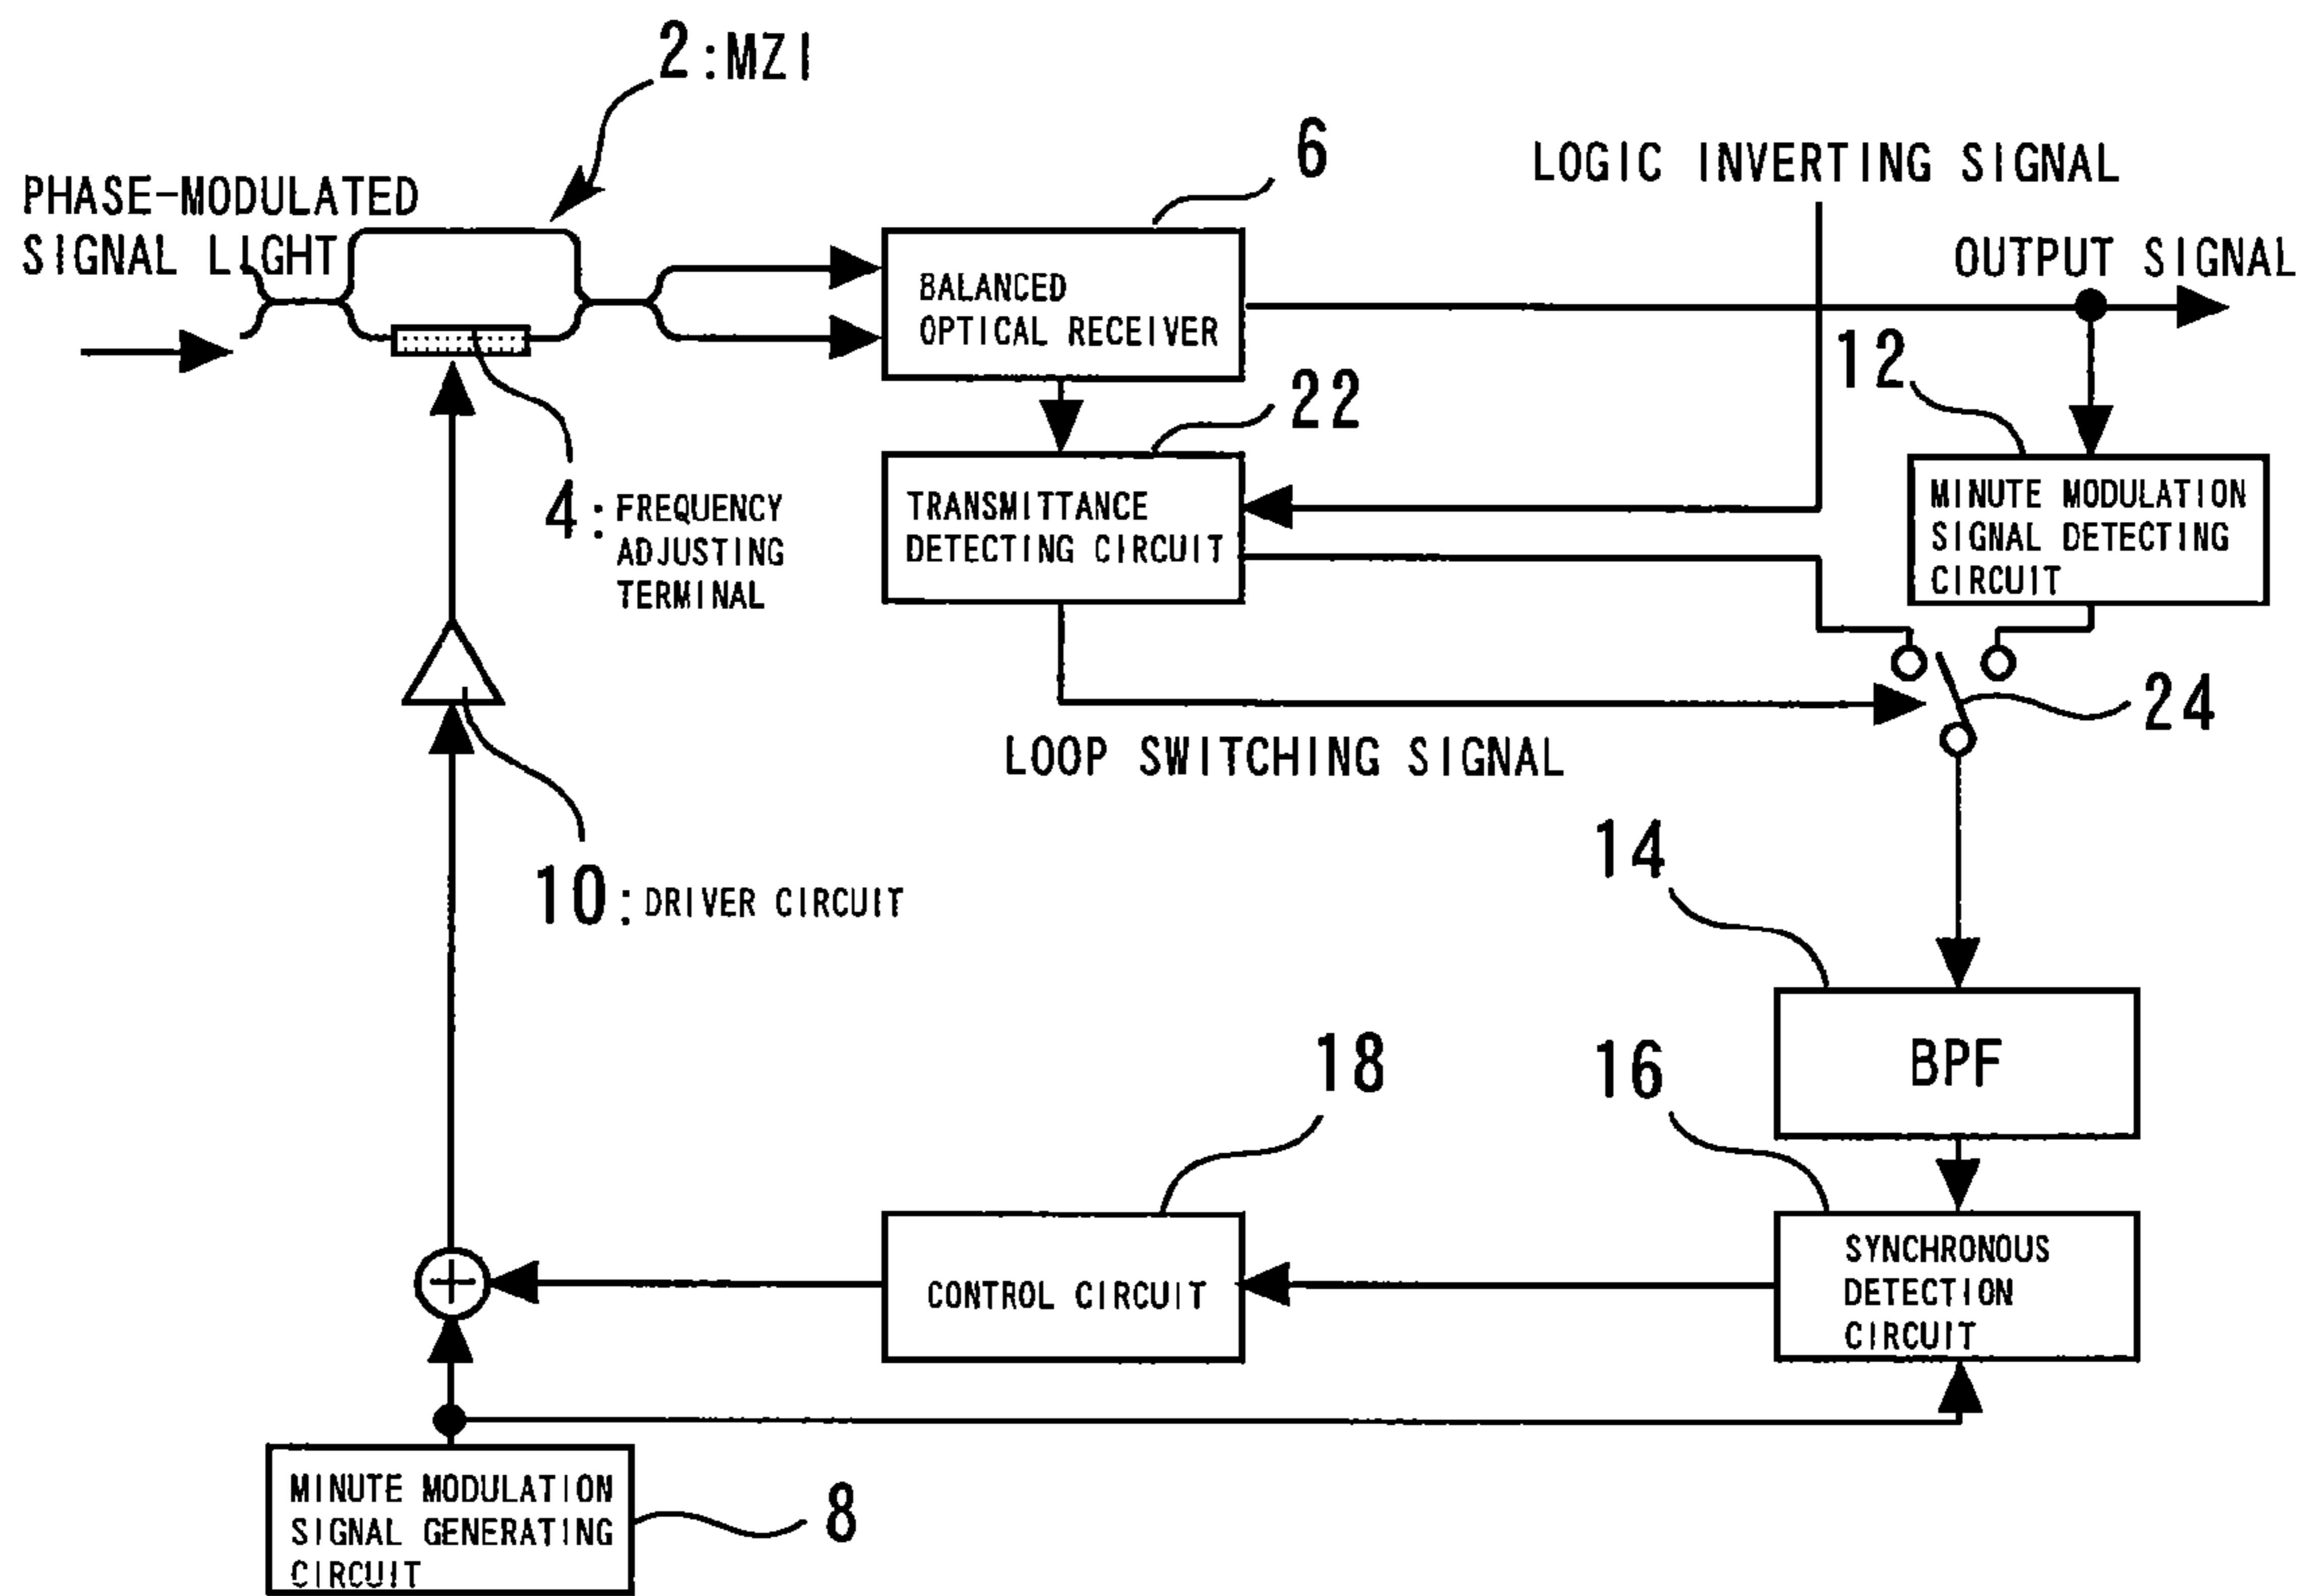 2:MZI
6
LOGIC INVERTING SIGNAL
PHASE-MODULATED
SIGNAL LIGHT
OUTPUT SIGNAL
BALANCED
OPTICAL RECEIVER
12
22
4:FREQUENCY
ADJUSTING
TERMINAL
TRANSMITTANCE
DETECTING CIRCUIT
MINUTE MODULATION
SIGNAL DETECTING
CIRCUIT
24
LOOP SWITCHING SIGNAL
10:DRIVER CIRCUIT
14
BPF
18
16
CONTROL CIRCUIT
SYNCHRONOUS
DETECTION
CIRCUIT
MINUTE MODULATION
SIGNAL GENERATING
CIRCUIT
8